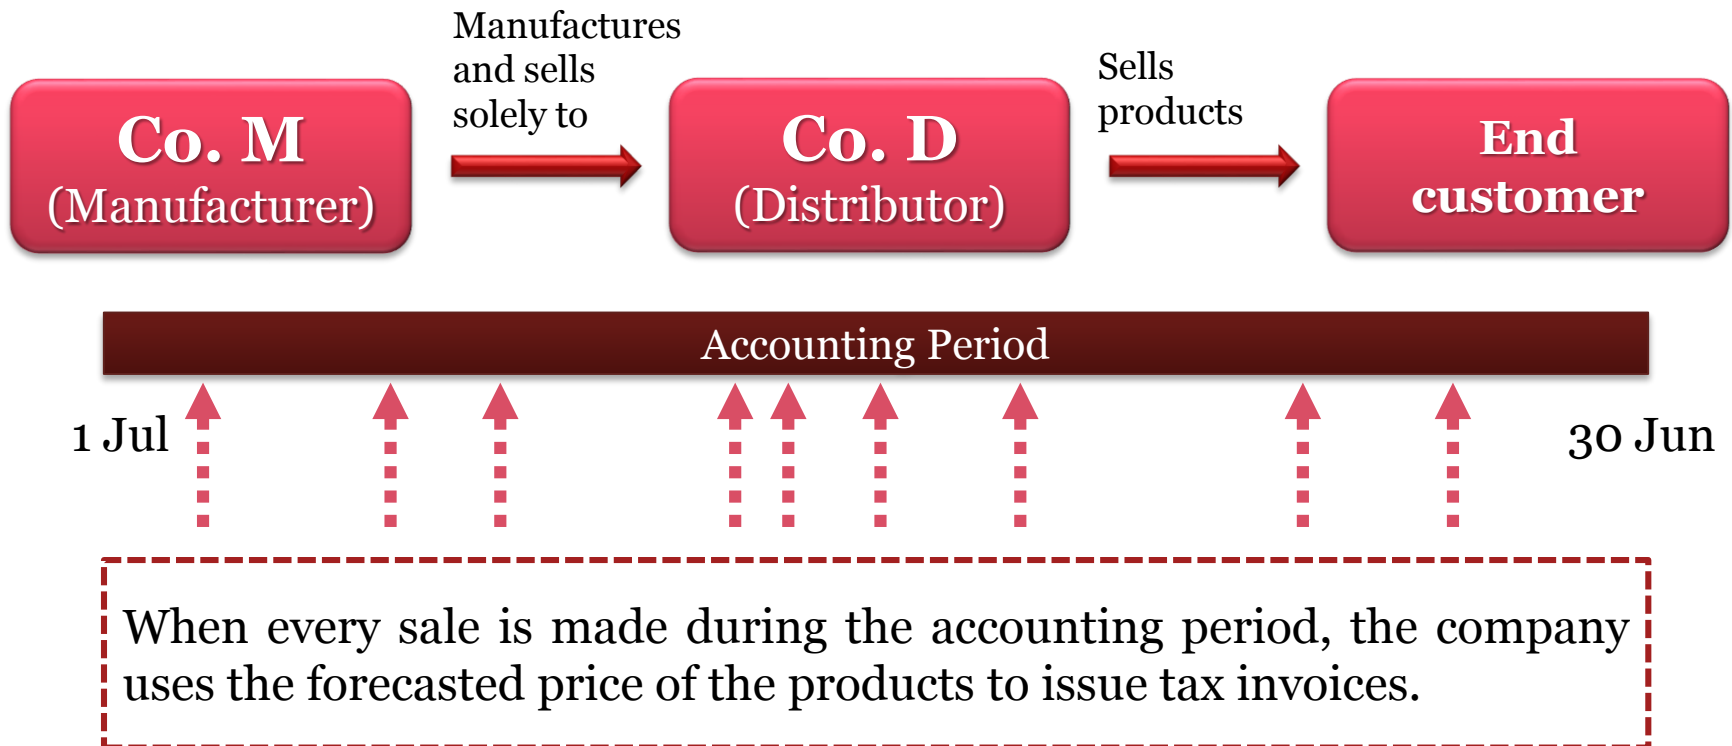 Manufactures
and sells
solely to
Sells
products
Co. M
(Manufacturer)
Co. D
(Distributor)
End
customer
Accounting Period
1 Jul
30 Jun
When every sale is made during the accounting period, the company
uses the forecasted price of the products to issue tax invoices.